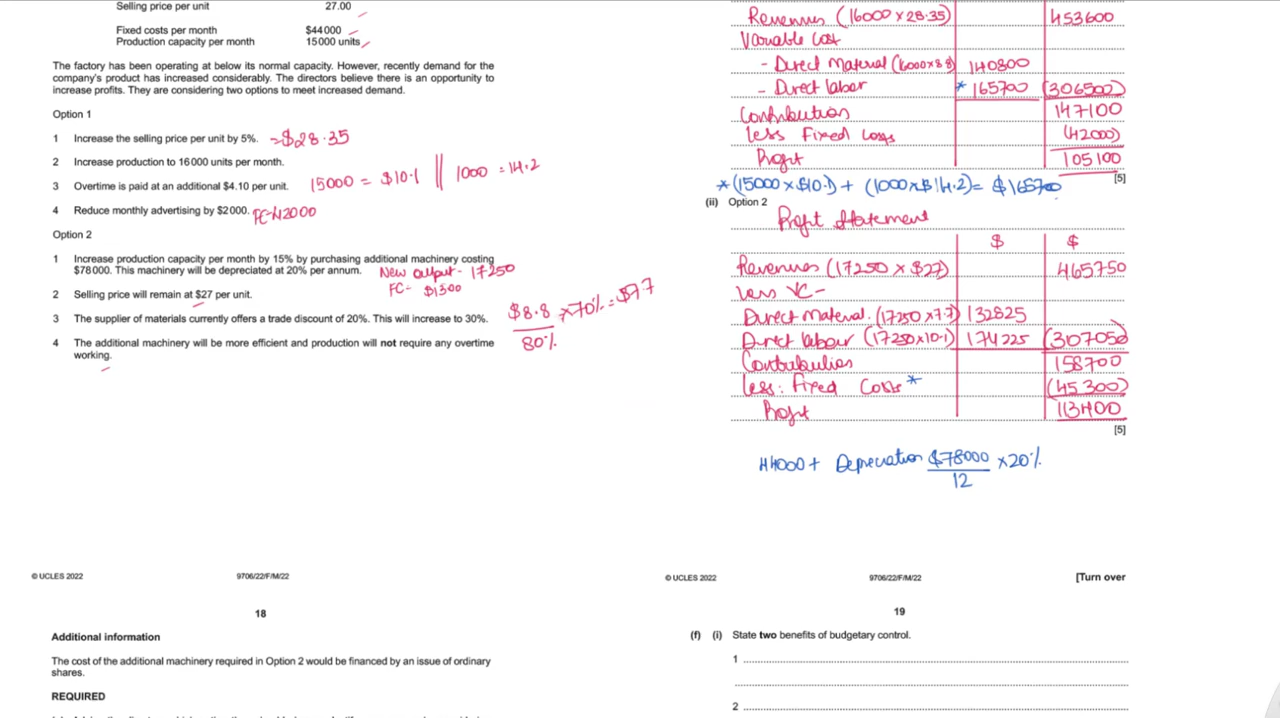 Selling price per unit 27.00
Fixed costs per month $44 000
Production capacity per month 15 000 units
The factory has been operating at below its normal capacity. However, recently demand for the
company's product has increased considerably. The directors believe there is an opportunity to
increase profits. They are considering two options to meet increased demand.
Option 1
1 Increase the selling price per unit by 5%. =$28.35
2 Increase production to 16 000 units per month.
3 Overtime is paid at an additional $4.10 per unit. 15000 = $10.1 || 1000 = 14.2
4 Reduce monthly advertising by $2 000. FC-42000
Option 2
1 Increase production capacity per month by 15% by purchasing additional machinery costing
$78 000. This machinery will be depreciated at 20% per annum. New output - 17250
FC- $1300
2 Selling price will remain at $27 per unit.
3 The supplier of materials currently offers a trade discount of 20%. This will increase to 30%.
$8.8 × 70% = $77
80%
4 The additional machinery will be more efficient and production will not require any overtime
working.
© UCLES 2022 9706/22/F/M/22
18
Additional information
The cost of the additional machinery required in Option 2 would be financed by an issue of ordinary
shares.
REQUIRED
Revenues (16000 × 28.35) 453600
Variable Cost
- Direct Material (16000×8.8) 140800
- Direct labor * 165700 (306500)
Contribution 147100
less Fixed Costs (42000)
Profit 105100
[5]
* (15000 × $10.1) + (1000 × $14.2) = $165700
(ii) Option 2
Profit Statement
$ $
Revenues (17250 × $27) 465750
Less VC -
Direct Material. (17250 ×7.7) 132825
Direct labour (17250×10.1) 174225 (307050)
Contribution 158700
less: Fixed Costs * (45300)
Profit 113400
[5]
44000 + Depreciation $78000 × 20%
12
© UCLES 2022 9706/22/F/M/22 [Turn over
19
(f) (i) State two benefits of budgetary control.
1
2